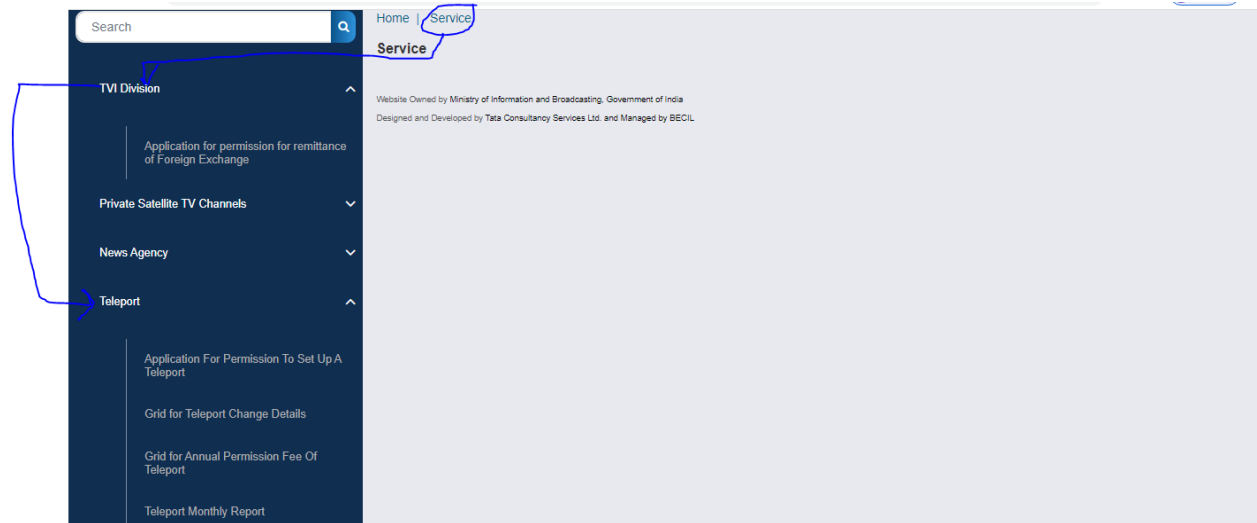 Search
Home | Service
Service
TVI Division
Website Owned by Ministry of Information and Broadcasting, Government of India
Designed and Developed by Tata Consultancy Services Ltd. and Managed by BECIL
Application for permission for remittance
of Foreign Exchange
Private Satellite TV Channels
News Agency
Teleport
Application For Permission To Set Up A
Teleport
Grid for Teleport Change Details
Grid for Annual Permission Fee Of
Teleport
Teleport Monthly Report